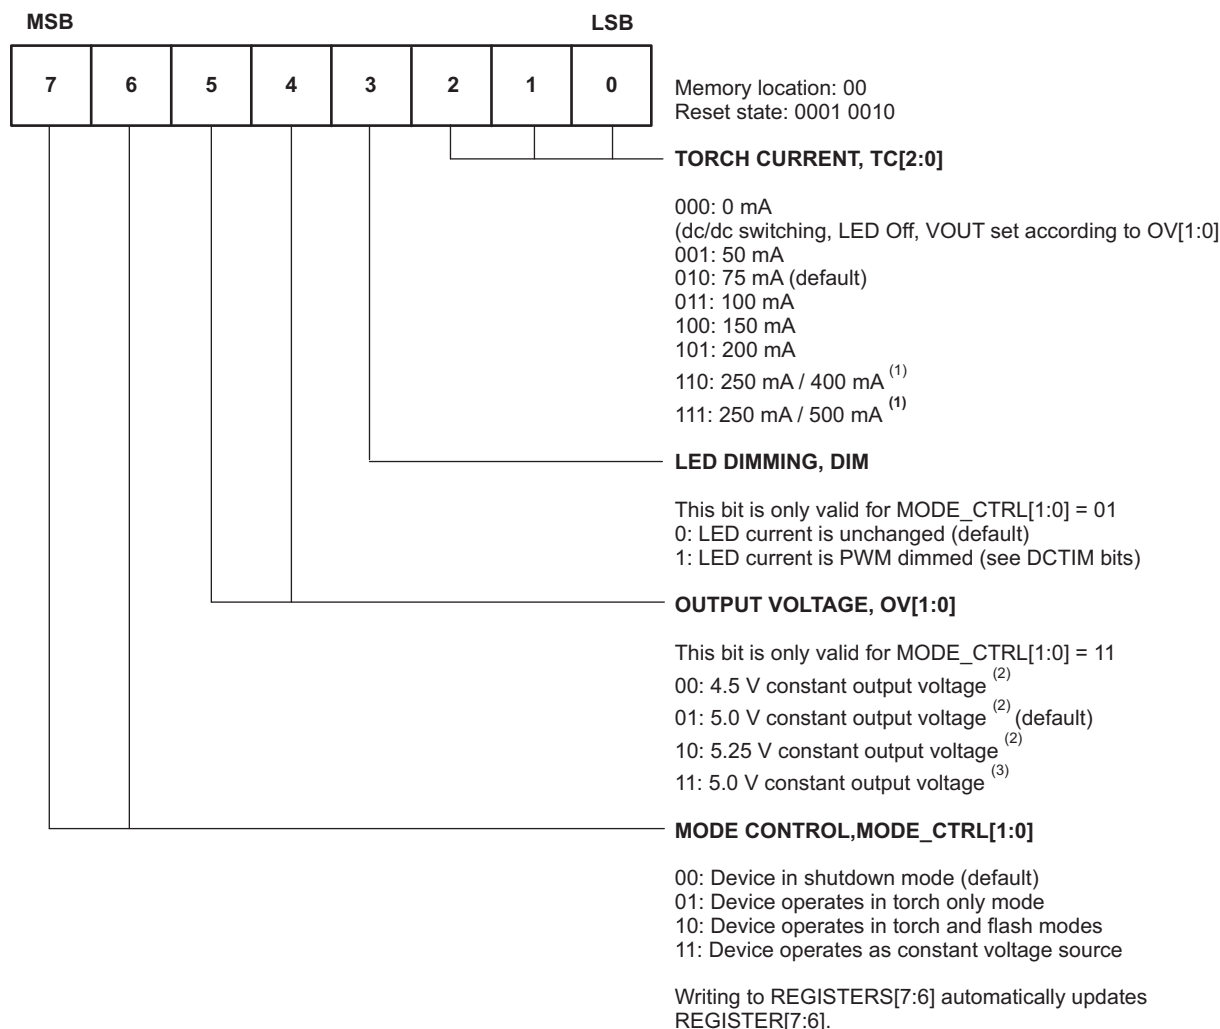 MSB LSB
7 6 5 4 3 2 1 0
Memory location: 00
Reset state: 0001 0010
TORCH CURRENT, TC[2:0]
000: 0 mA
(dc/dc switching, LED Off, VOUT set according to OV[1:0]
001: 50 mA
010: 75 mA (default)
011: 100 mA
100: 150 mA
101: 200 mA
110: 250 mA / 400 mA (1)
111: 250 mA / 500 mA (1)
LED DIMMING, DIM
This bit is only valid for MODE_CTRL[1:0] = 01
0: LED current is unchanged (default)
1: LED current is PWM dimmed (see DCTIM bits)
OUTPUT VOLTAGE, OV[1:0]
This bit is only valid for MODE_CTRL[1:0] = 11
00: 4.5 V constant output voltage (2)
01: 5.0 V constant output voltage (2) (default)
10: 5.25 V constant output voltage (2)
11: 5.0 V constant output voltage (3)
MODE CONTROL,MODE_CTRL[1:0]
00: Device in shutdown mode (default)
01: Device operates in torch only mode
10: Device operates in torch and flash modes
11: Device operates as constant voltage source
Writing to REGISTERS[7:6] automatically updates
REGISTER[7:6].